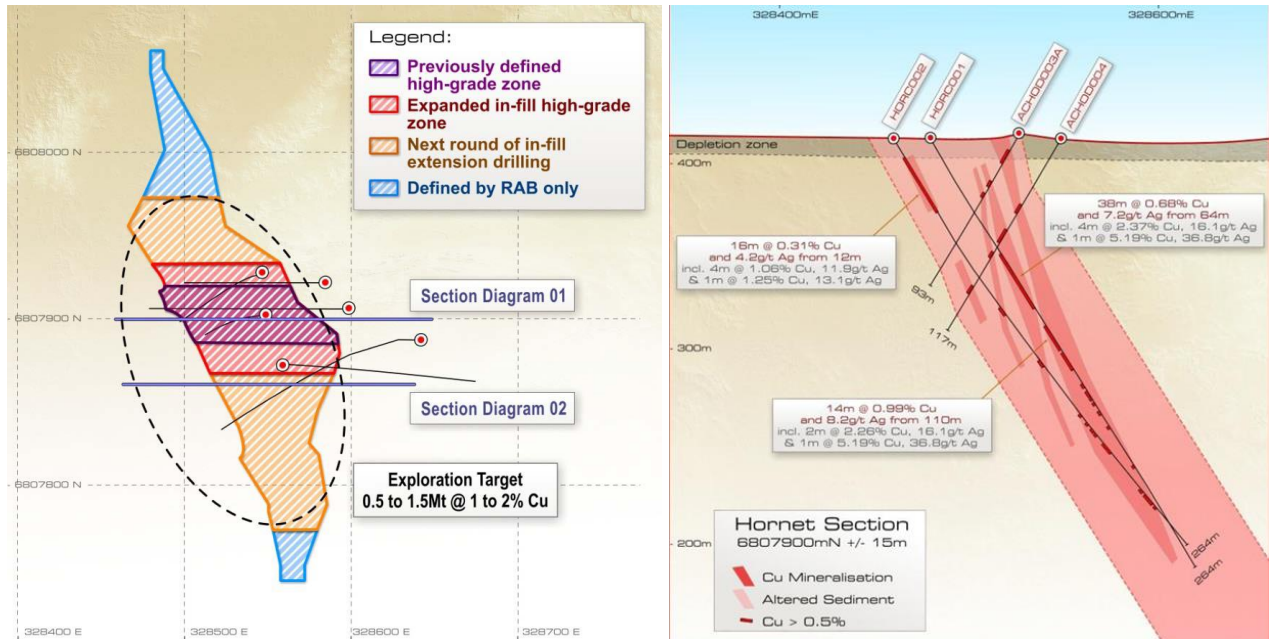 Legend:
Previously defined
high-grade zone
Expanded in-fill high-grade
zone
Next round of in-fill
extension drilling
Defined by RAB only
6808000 N
6807900 N
6807800 N
Section Diagram 01
Section Diagram 02
Exploration Target
0.5 to 1.5Mt @ 1 to 2% Cu
328400 E
328500 E
328600 E
328700 E
328400mE
328600mE
HORC002
HORC001
ACHDD003A
ACHDD004
Depletion zone
400m
300m
200m
16m @ 0.31% Cu
and 4.2g/t Ag from 12m
incl. 4m @ 1.06% Cu, 11.9g/t Ag
& 1m @ 1.25% Cu, 13.1g/t Ag
38m @ 0.68% Cu
and 7.2g/t Ag from 64m
incl. 4m @ 2.37% Cu, 16.1g/t Ag
& 1m @ 5.19% Cu, 36.8g/t Ag
93m
117m
14m @ 0.99% Cu
and 8.2g/t Ag from 110m
incl. 2m @ 2.26% Cu, 16.1g/t Ag
& 1m @ 5.19% Cu, 36.8g/t Ag
264m
264m
Hornet Section
6807900mN +/- 15m
Cu Mineralisation
Altered Sediment
Cu > 0.5%